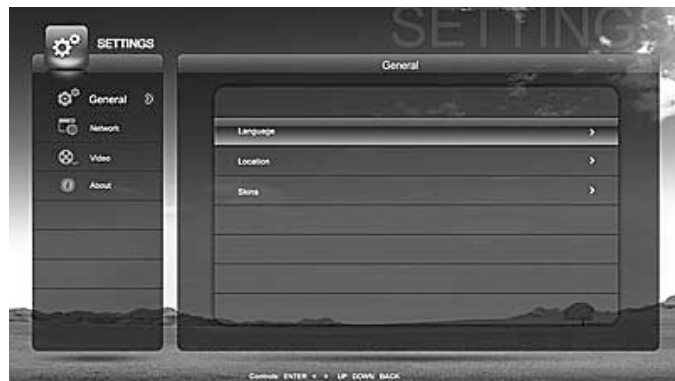 SETTINGS
SETTINGS
General
General
Network
Video
About
Language
Location
Skins
Controls: ENTER < > UP DOWN BACK